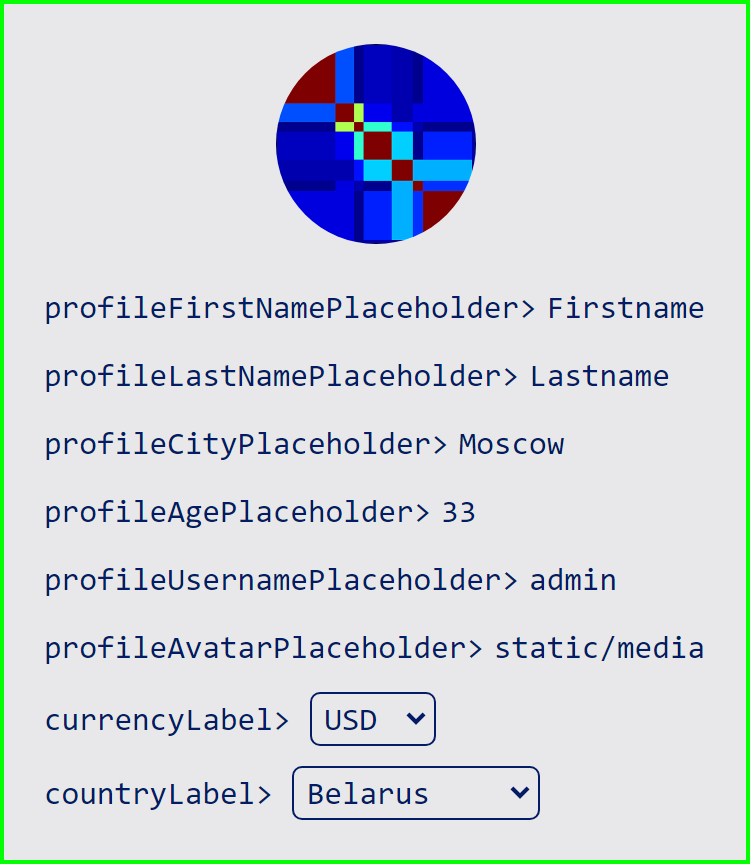 profileFirstNamePlaceholder> Firstname
profileLastNamePlaceholder> Lastname
profileCityPlaceholder> Moscow
profileAgePlaceholder> 33
profileUsernamePlaceholder> admin
profileAvatarPlaceholder> static/media
currencyLabel> USD
countryLabel> Belarus